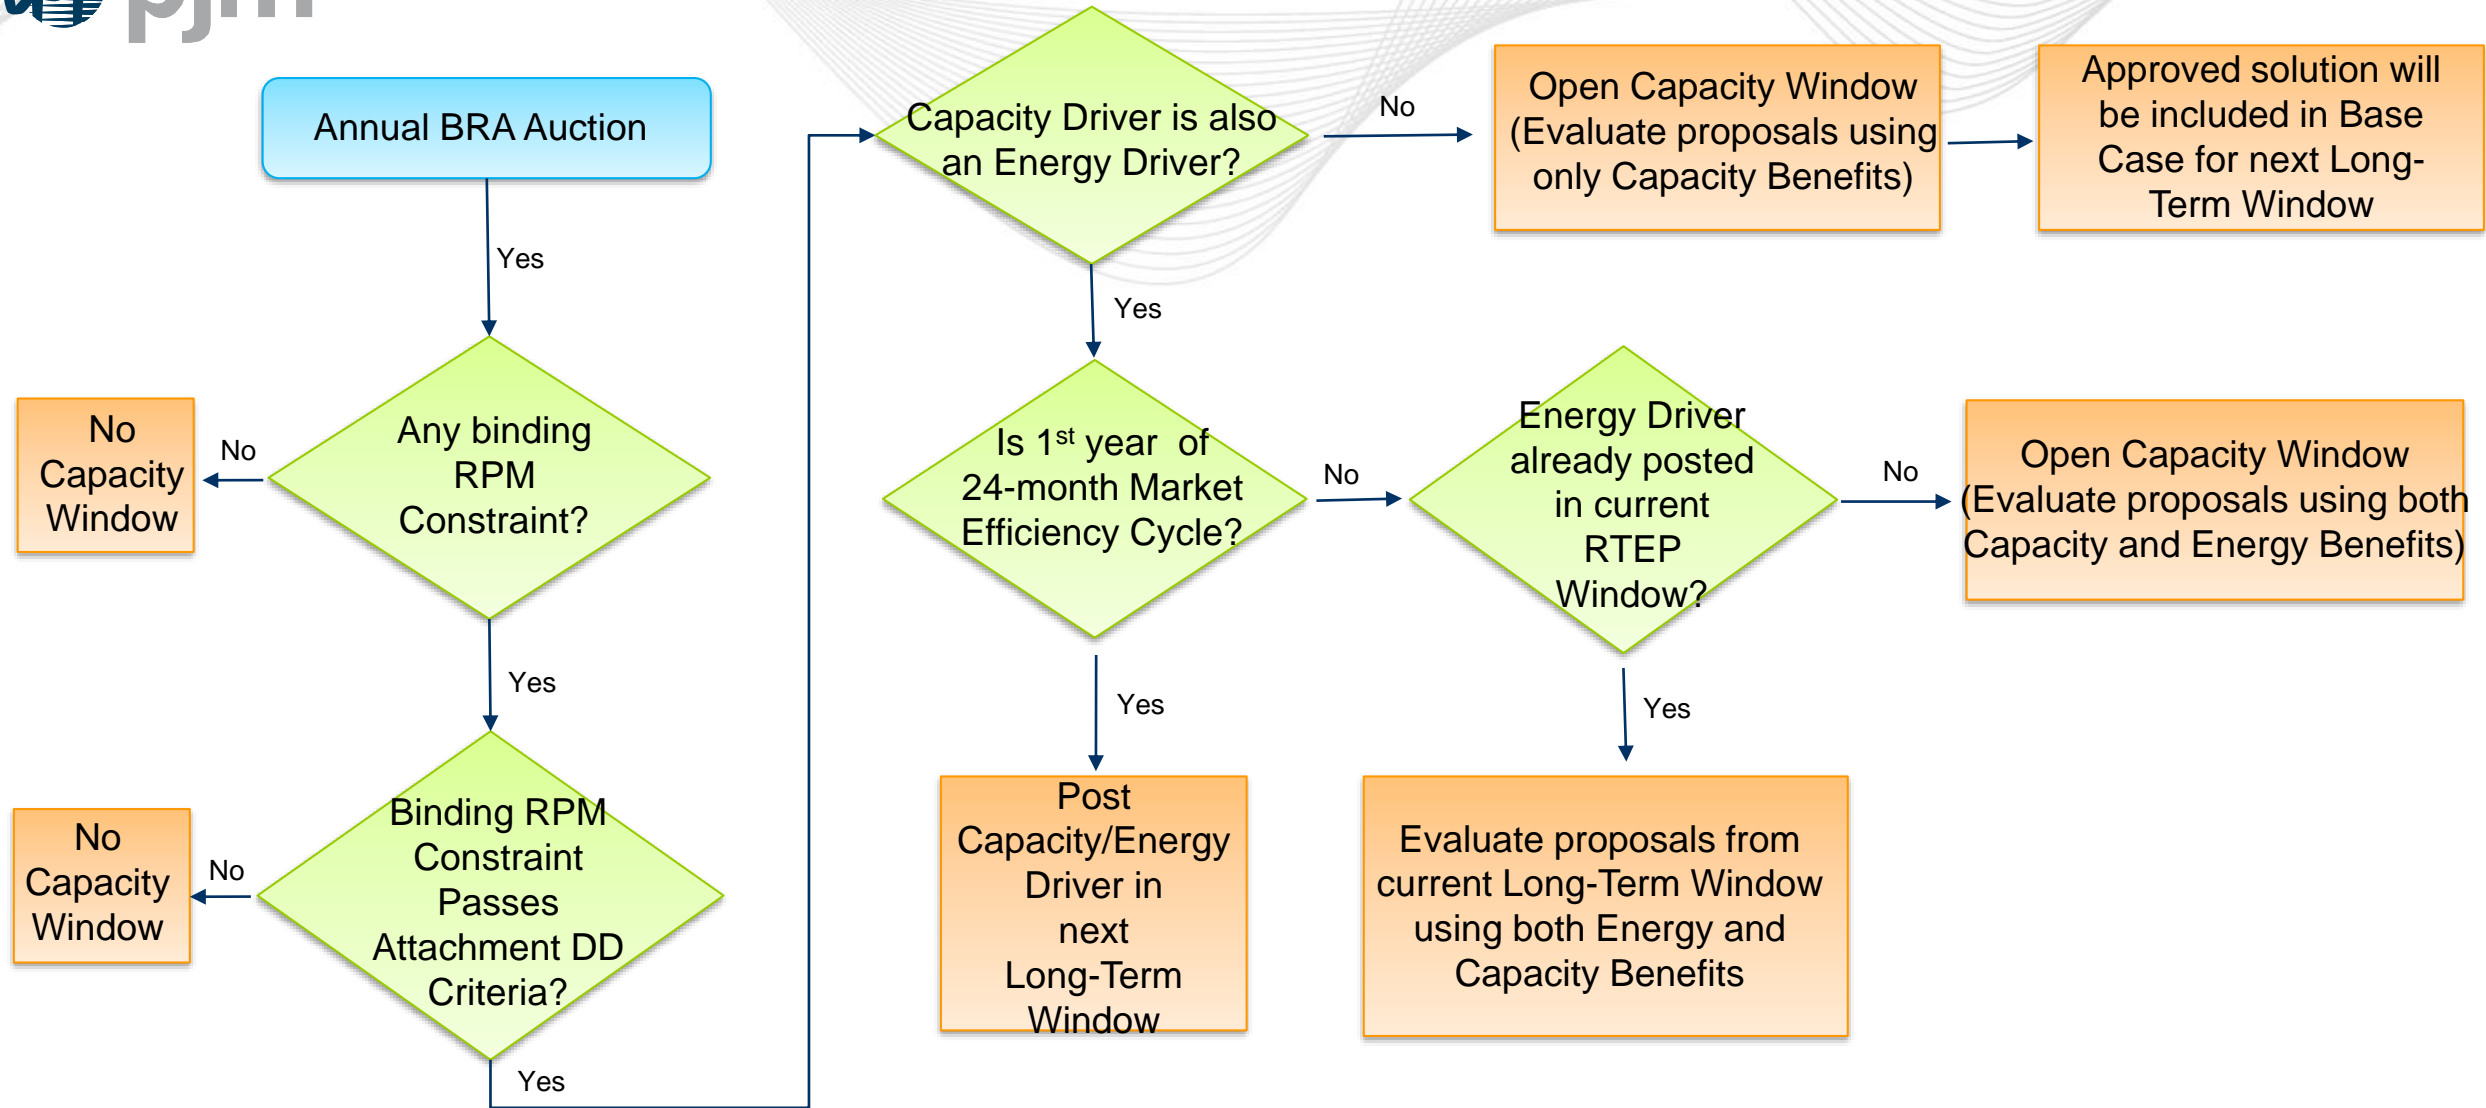 pjm
Annual BRA Auction
Yes
Any binding
RPM
Constraint?
No
No
Capacity
Window
Yes
Binding RPM
Constraint
Passes
Attachment DD
Criteria?
No
No
Capacity
Window
Yes
Capacity Driver is also
an Energy Driver?
No
Open Capacity Window
(Evaluate proposals using
only Capacity Benefits)
Approved solution will
be included in Base
Case for next Long-
Term Window
Yes
Is 1st year of
24-month Market
Efficiency Cycle?
No
Energy Driver
already posted
in current
RTEP
Window?
No
Open Capacity Window
(Evaluate proposals using both
Capacity and Energy Benefits)
Yes
Post
Capacity/Energy
Driver in
next
Long-Term
Window
Yes
Evaluate proposals from
current Long-Term Window
using both Energy and
Capacity Benefits